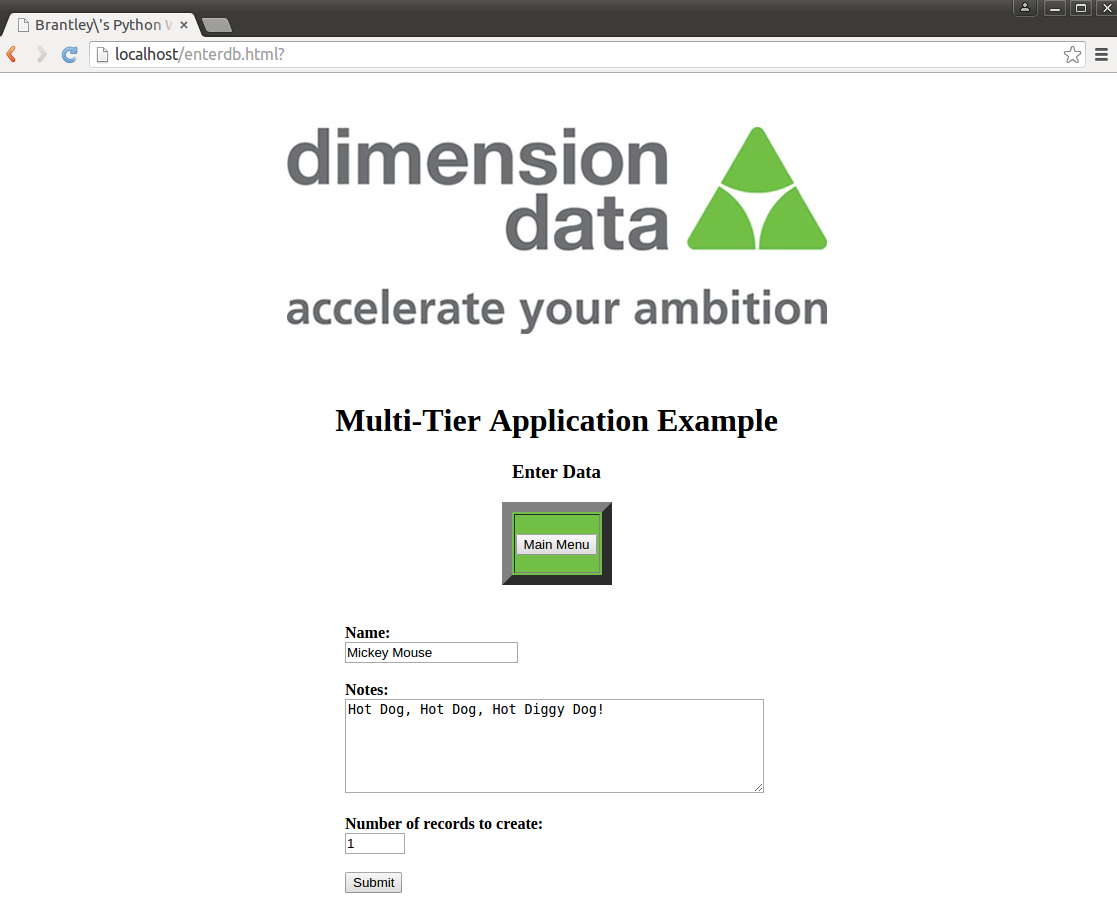 Brantley\'s Python
localhost/enterdb.html?
dimension
data
accelerate your ambition
Multi-Tier Application Example
Enter Data
Main Menu
Name:
Mickey Mouse
Notes:
Hot Dog, Hot Dog, Hot Diggy Dog!
Number of records to create:
1
Submit